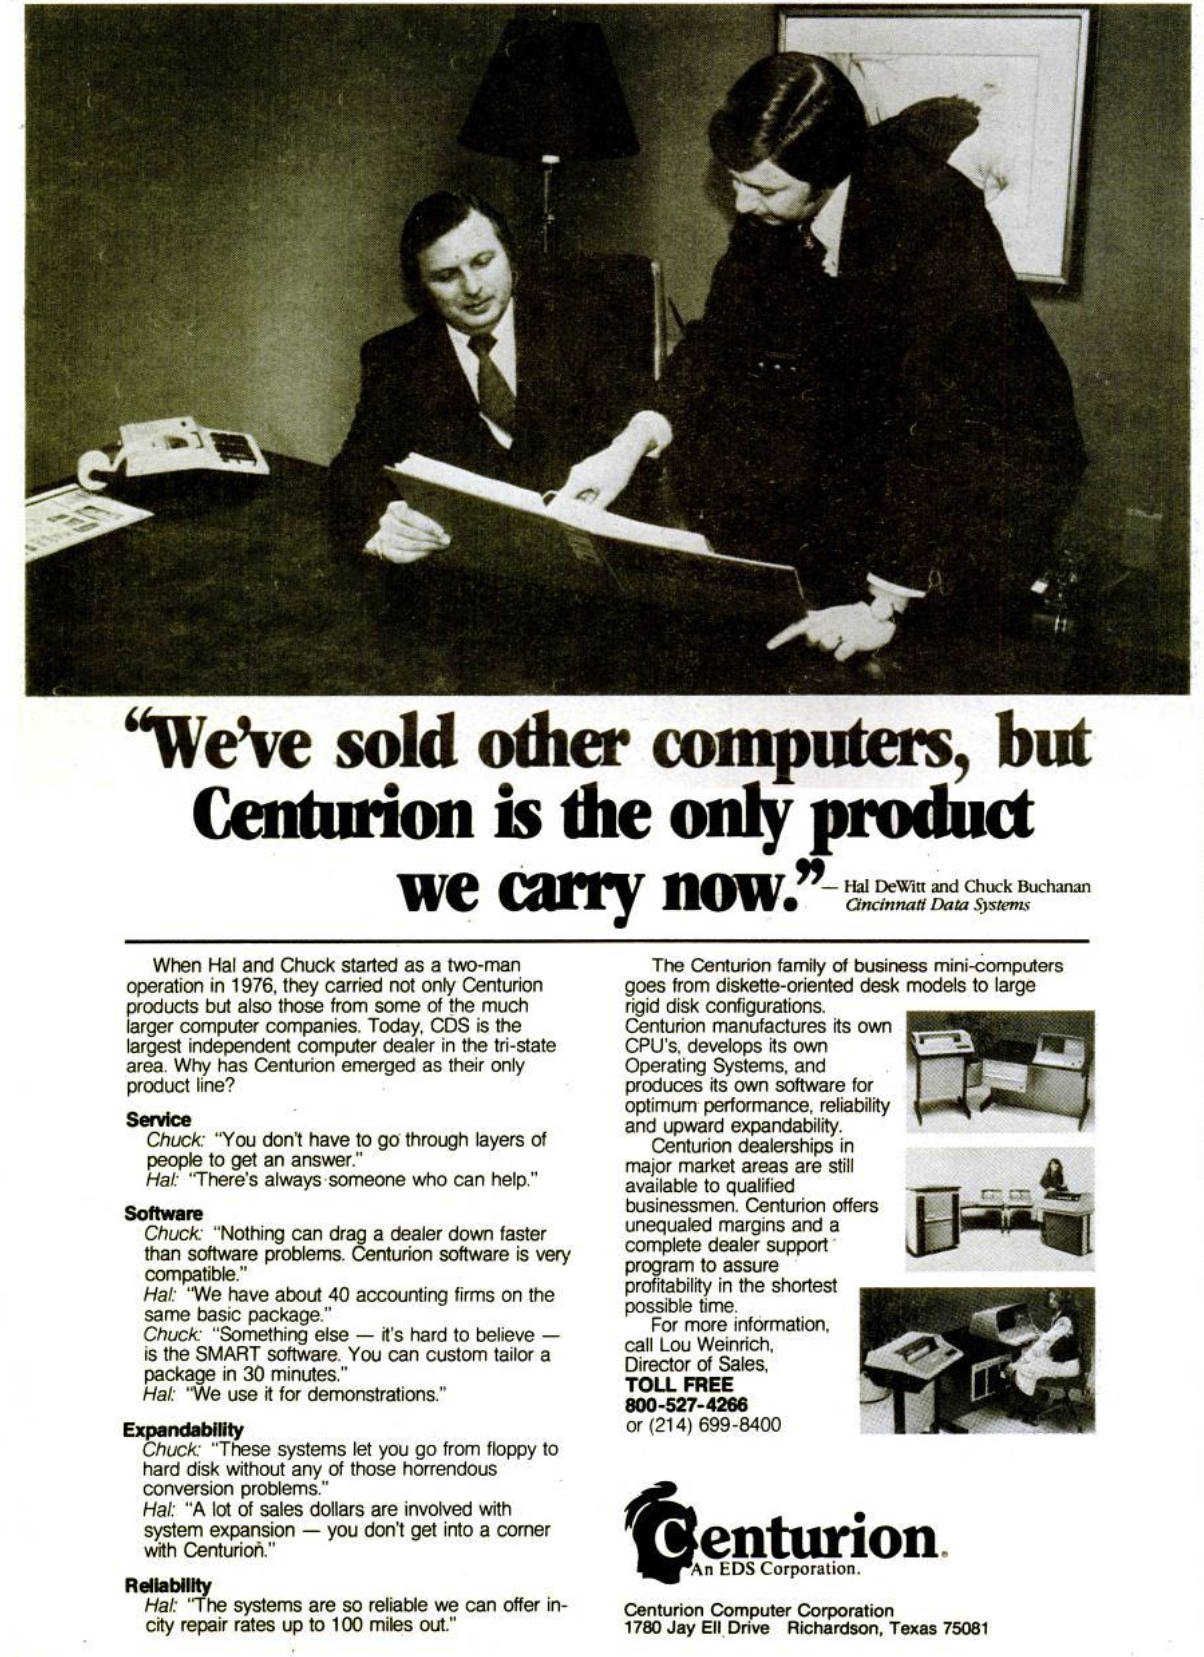 “We’ve sold other computers, but
Centurion is the only product
we carry now.”
— Hal DeWitt and Chuck Buchanan
Cincinnati Data Systems
When Hal and Chuck started as a two-man
operation in 1976, they carried not only Centurion
products but also those from some of the much
larger computer companies. Today, CDS is the
largest independent computer dealer in the tri-state
area. Why has Centurion emerged as their only
product line?
Service
Chuck: “You don’t have to go through layers of
people to get an answer.”
Hal: “There’s always someone who can help.”
Software
Chuck: “Nothing can drag a dealer down faster
than software problems. Centurion software is very
compatible.”
Hal: “We have about 40 accounting firms on the
same basic package.”
Chuck: “Something else — it’s hard to believe —
is the SMART software. You can custom tailor a
package in 30 minutes.”
Hal: “We use it for demonstrations.”
Expandability
Chuck: “These systems let you go from floppy to
hard disk without any of those horrendous
conversion problems.”
Hal: “A lot of sales dollars are involved with
system expansion — you don’t get into a corner
with Centurion.”
Reliability
Hal: “The systems are so reliable we can offer in-
city repair rates up to 100 miles out.”
The Centurion family of business mini-computers
goes from diskette-oriented desk models to large
rigid disk configurations.
Centurion manufactures its own
CPU’s, develops its own
Operating Systems, and
produces its own software for
optimum performance, reliability
and upward expandability.
Centurion dealerships in
major market areas are still
available to qualified
businessmen. Centurion offers
unequaled margins and a
complete dealer support
program to assure
profitability in the shortest
possible time.
For more information,
call Lou Weinrich,
Director of Sales,
TOLL FREE
800-527-4266
or (214) 699-8400
Centurion®
An EDS Corporation.
Centurion Computer Corporation
1780 Jay Ell Drive Richardson, Texas 75081